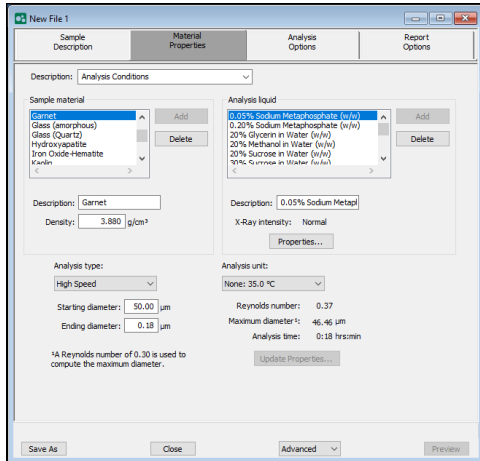 New File 1
Sample Description
Material Properties
Analysis Options
Report Options
Description: Analysis Conditions
Sample material
Garnet
Glass (amorphous)
Glass (Quartz)
Hydroxyapatite
Iron Oxide-Hematite
Kaolin
Add
Delete
Description: Garnet
Density: 3.880 g/cm³
Analysis liquid
0.05% Sodium Metaphosphate (w/w)
0.20% Sodium Metaphosphate (w/w)
20% Glycerin in Water (w/w)
20% Methanol in Water (w/w)
20% Sucrose in Water (w/w)
30% Sucrose in Water (w/w)
Add
Delete
Description: 0.05% Sodium Metapl
X-Ray intensity: Normal
Properties...
Analysis type:
High Speed
Starting diameter: 50.00 µm
Ending diameter: 0.18 µm
¹A Reynolds number of 0.30 is used to
compute the maximum diameter.
Analysis unit:
None: 35.0 °C
Reynolds number: 0.37
Maximum diameter¹: 46.46 µm
Analysis time: 0:18 hrs:min
Update Properties...
Save As
Close
Advanced
Preview